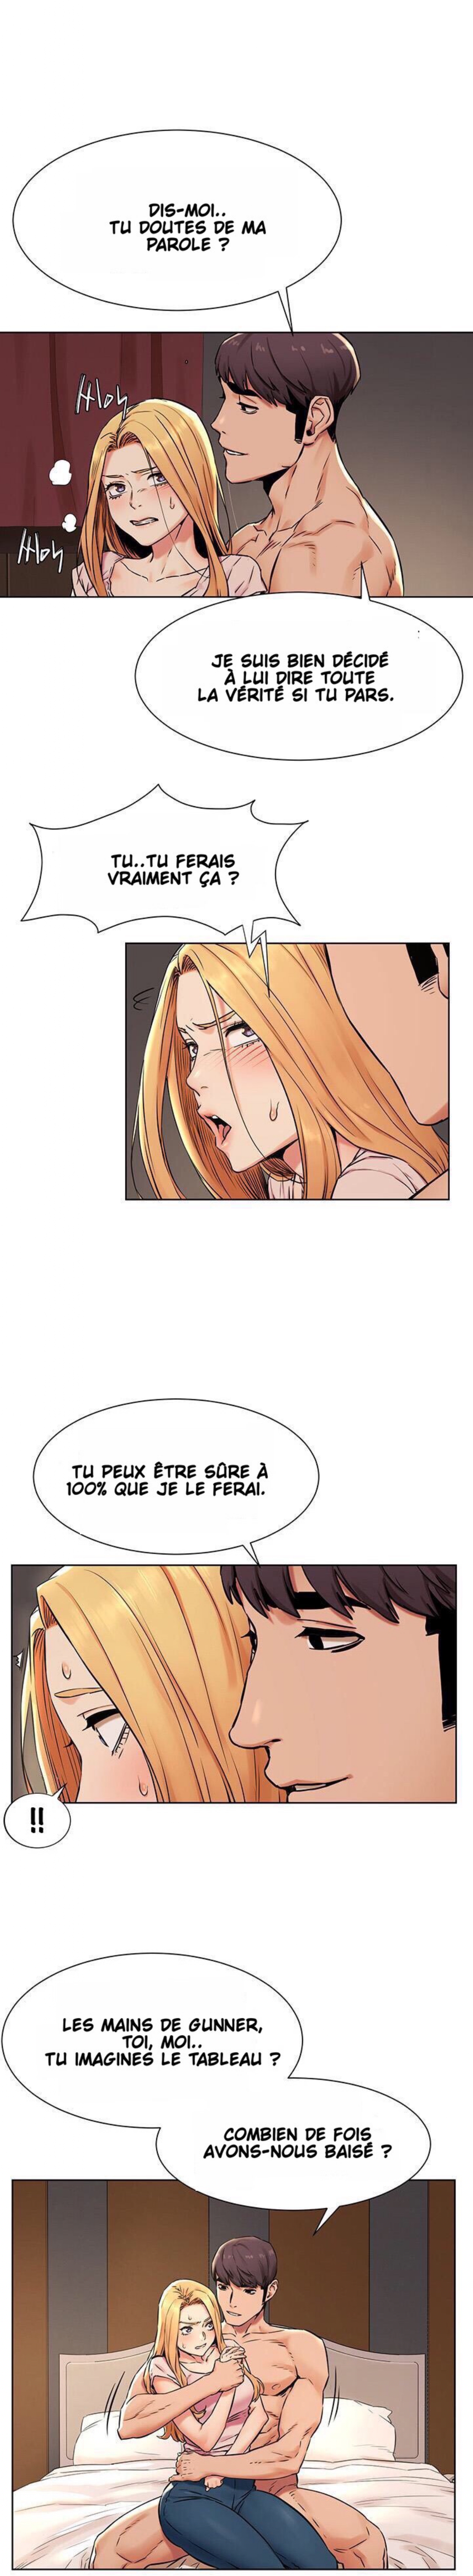 DIS-MOI..
TU DOUTES DE MA
PAROLE ?
JE SUIS BIEN DÉCIDÉ
À LUI DIRE TOUTE
LA VÉRITÉ SI TU PARS.
TU..TU FERAIS
VRAIMENT ÇA ?
TU PEUX ÊTRE SÛRE À
100% QUE JE LE FERAI.
!!
LES MAINS DE GUNNER,
TOI, MOI..
TU IMAGINES LE TABLEAU ?
COMBIEN DE FOIS
AVONS-NOUS BAISÉ ?